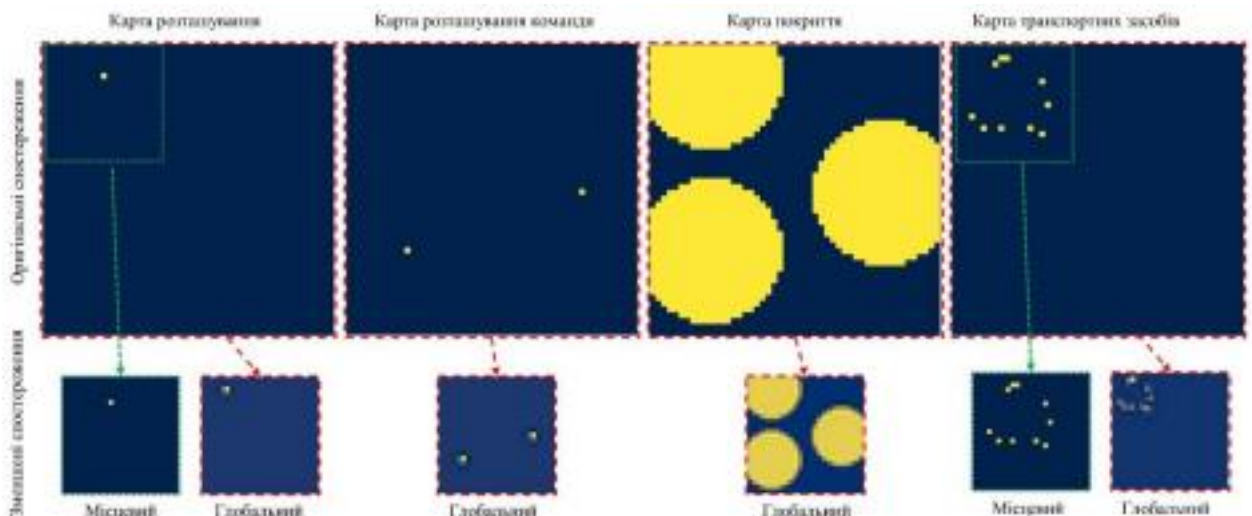 Карта розташування
Карта розташування команди
Карта покриття
Карта транспортних засобів
Оригінальні спостереження
Зменшені спостереження
Місцевий
Глобальний
Глобальний
Глобальний
Місцевий
Глобальний